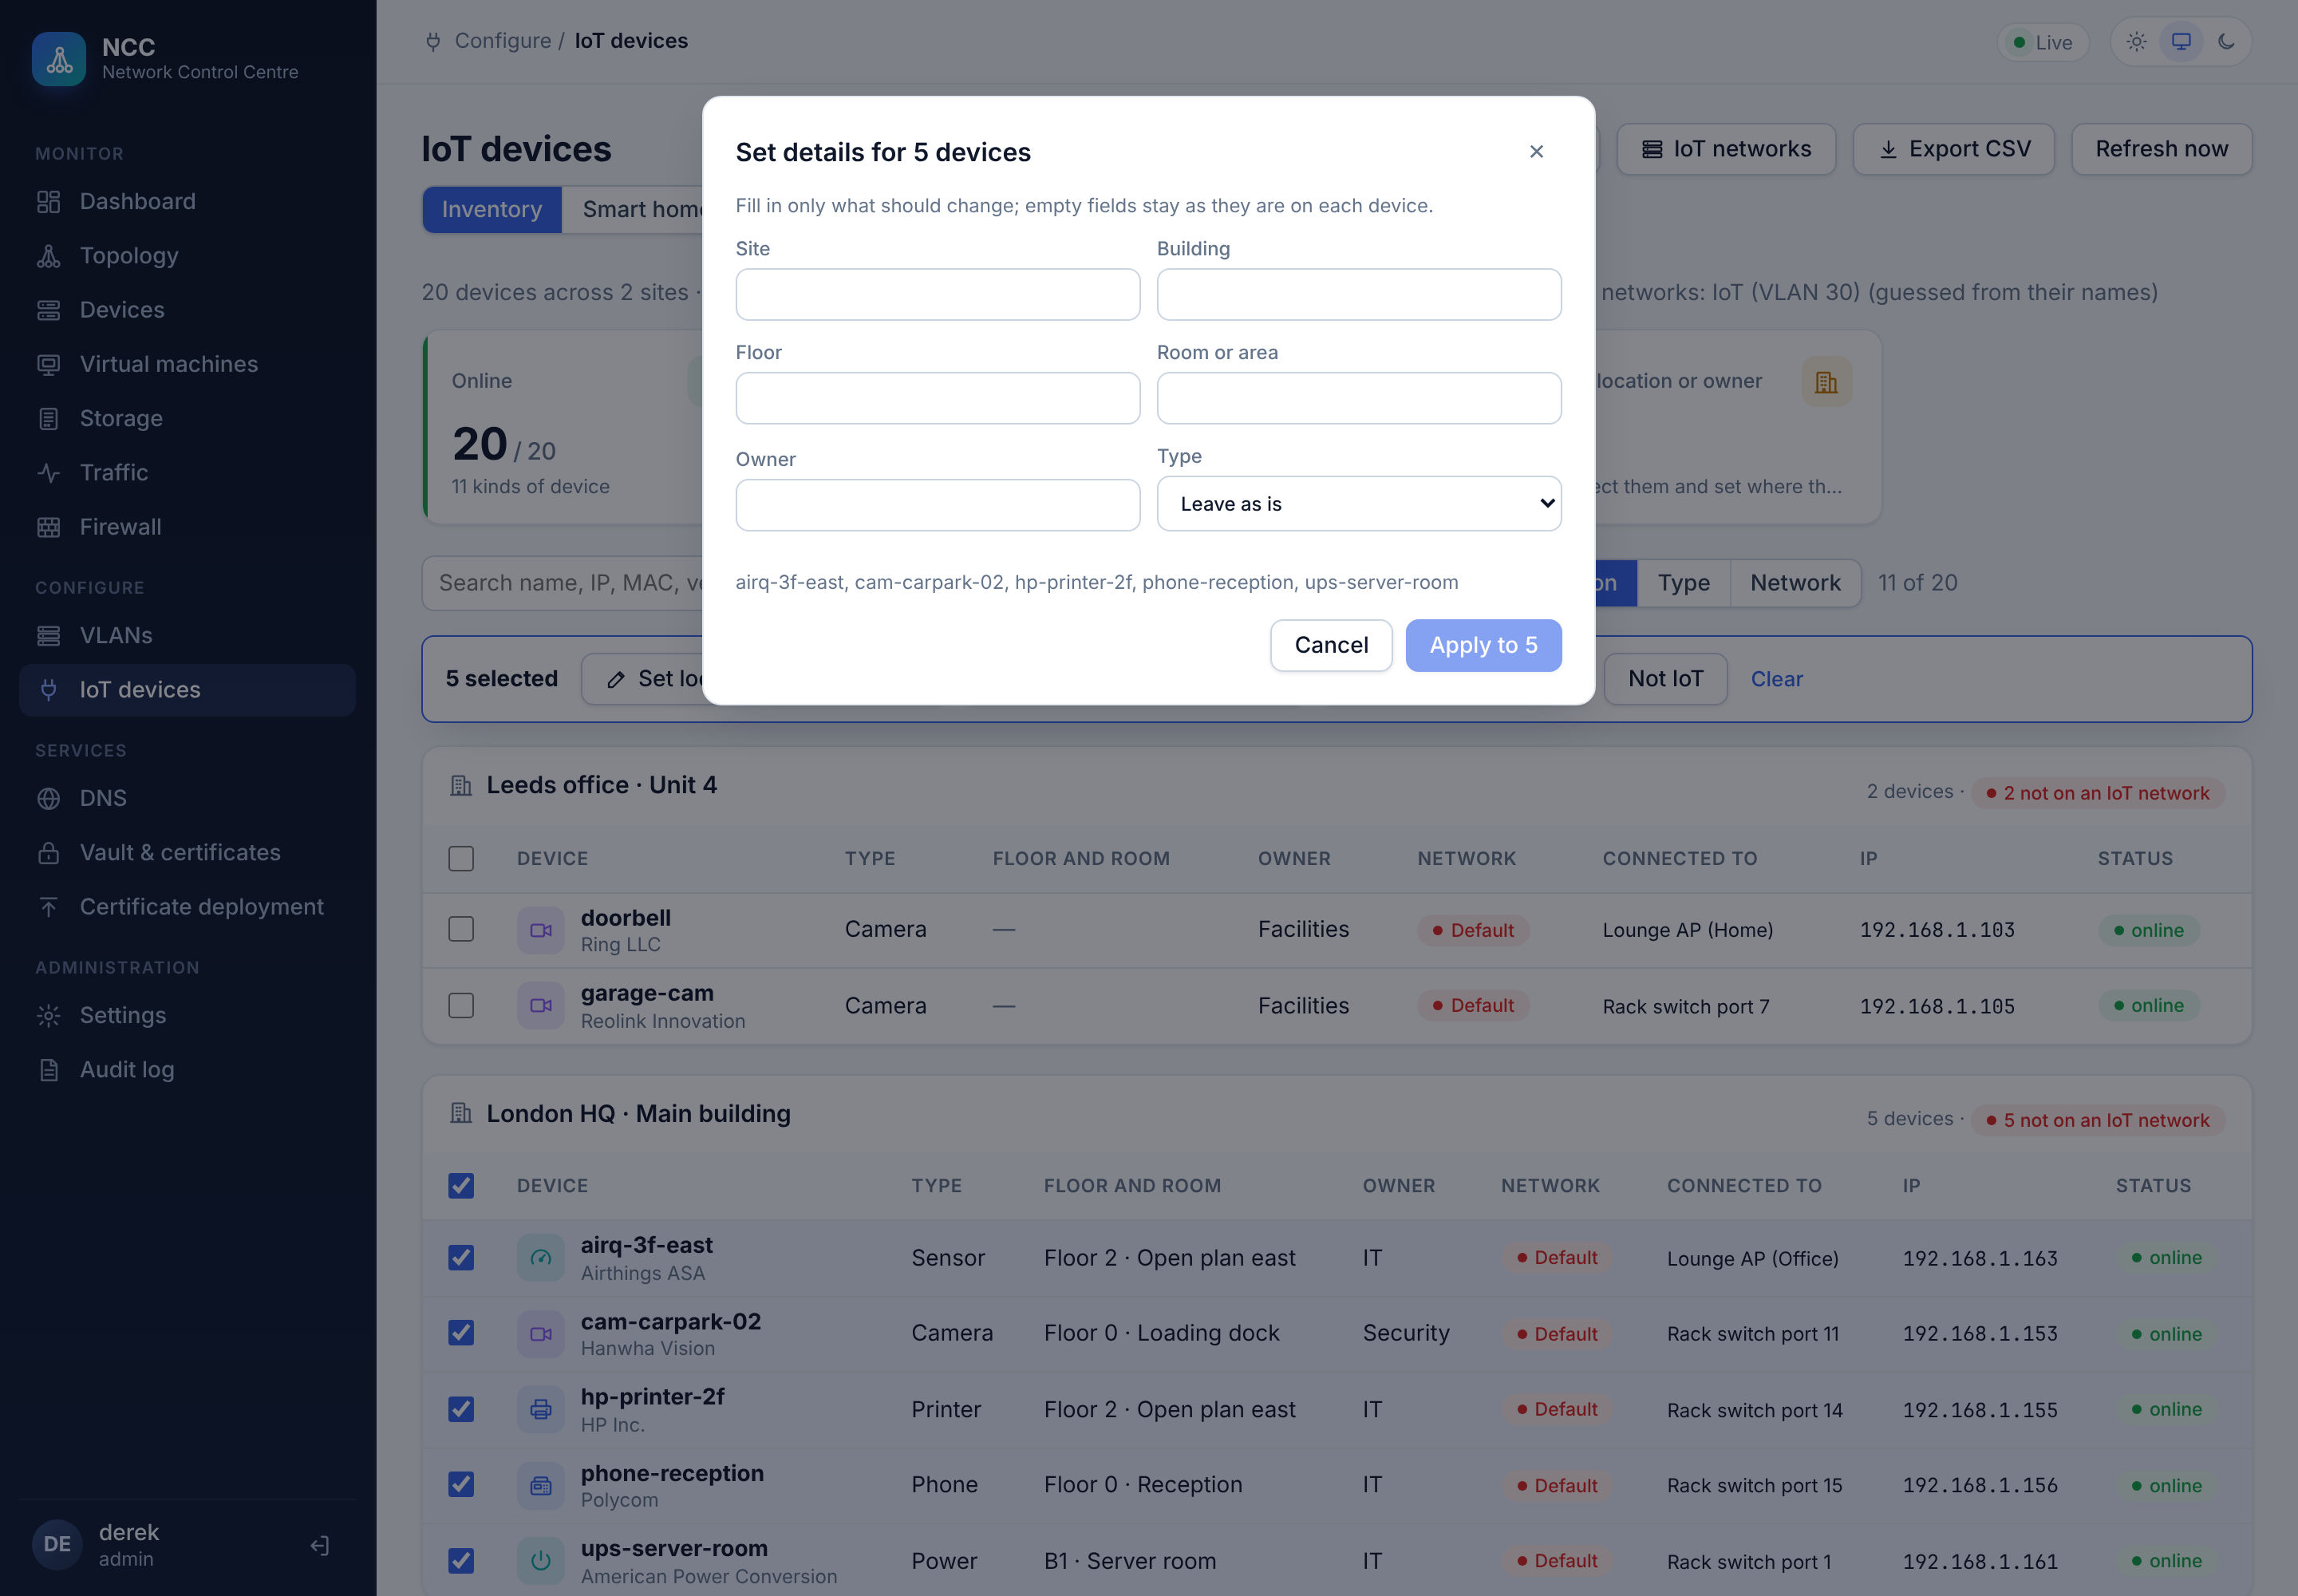 NCC
Network Control Centre
MONITOR
Dashboard
Topology
Devices
Virtual machines
Storage
Traffic
Firewall
CONFIGURE
VLANs
IoT devices
SERVICES
DNS
Vault & certificates
Certificate deployment
ADMINISTRATION
Settings
Audit log
DE
derek
admin
Configure / IoT devices
Live
IoT devices
IoT networks
Export CSV
Refresh now
Inventory
Smart home
20 devices across 2 sites ·
networks: IoT (VLAN 30) (guessed from their names)
Online
20 / 20
11 kinds of device
location or owner
them and set where th...
Search name, IP, MAC,
Type
Network
11 of 20
5 selected
Set
Not IoT
Clear
Set details for 5 devices
×
Fill in only what should change; empty fields stay as they are on each device.
Site
Building
Floor
Room or area
Owner
Type
Leave as is
airq-3f-east, cam-carpark-02, hp-printer-2f, phone-reception, ups-server-room
Cancel
Apply to 5
Leeds office · Unit 4
2 devices · 2 not on an IoT network
DEVICE TYPE FLOOR AND ROOM OWNER NETWORK CONNECTED TO IP STATUS
doorbell
Ring LLC
Camera — Facilities Default Lounge AP (Home) 192.168.1.103 online
garage-cam
Reolink Innovation
Camera — Facilities Default Rack switch port 7 192.168.1.105 online
London HQ · Main building
5 devices · 5 not on an IoT network
DEVICE TYPE FLOOR AND ROOM OWNER NETWORK CONNECTED TO IP STATUS
airq-3f-east
Airthings ASA
Sensor Floor 2 · Open plan east IT Default Lounge AP (Office) 192.168.1.163 online
cam-carpark-02
Hanwha Vision
Camera Floor 0 · Loading dock Security Default Rack switch port 11 192.168.1.153 online
hp-printer-2f
HP Inc.
Printer Floor 2 · Open plan east IT Default Rack switch port 14 192.168.1.155 online
phone-reception
Polycom
Phone Floor 0 · Reception IT Default Rack switch port 15 192.168.1.156 online
ups-server-room
American Power Conversion
Power B1 · Server room IT Default Rack switch port 1 192.168.1.161 online